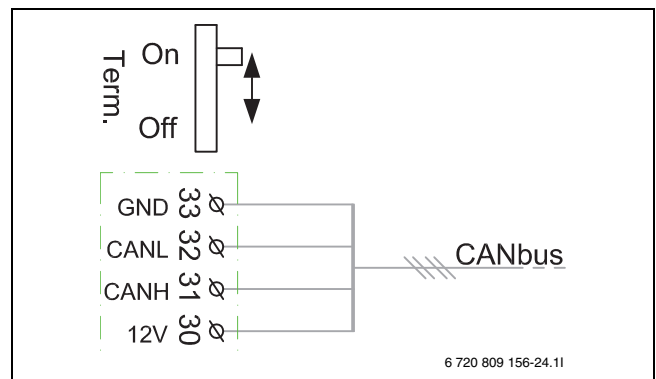 On
Term.
Off
GND 33
CANL 32
CANH 31
12V 30
CANbus
6 720 809 156-24.1I